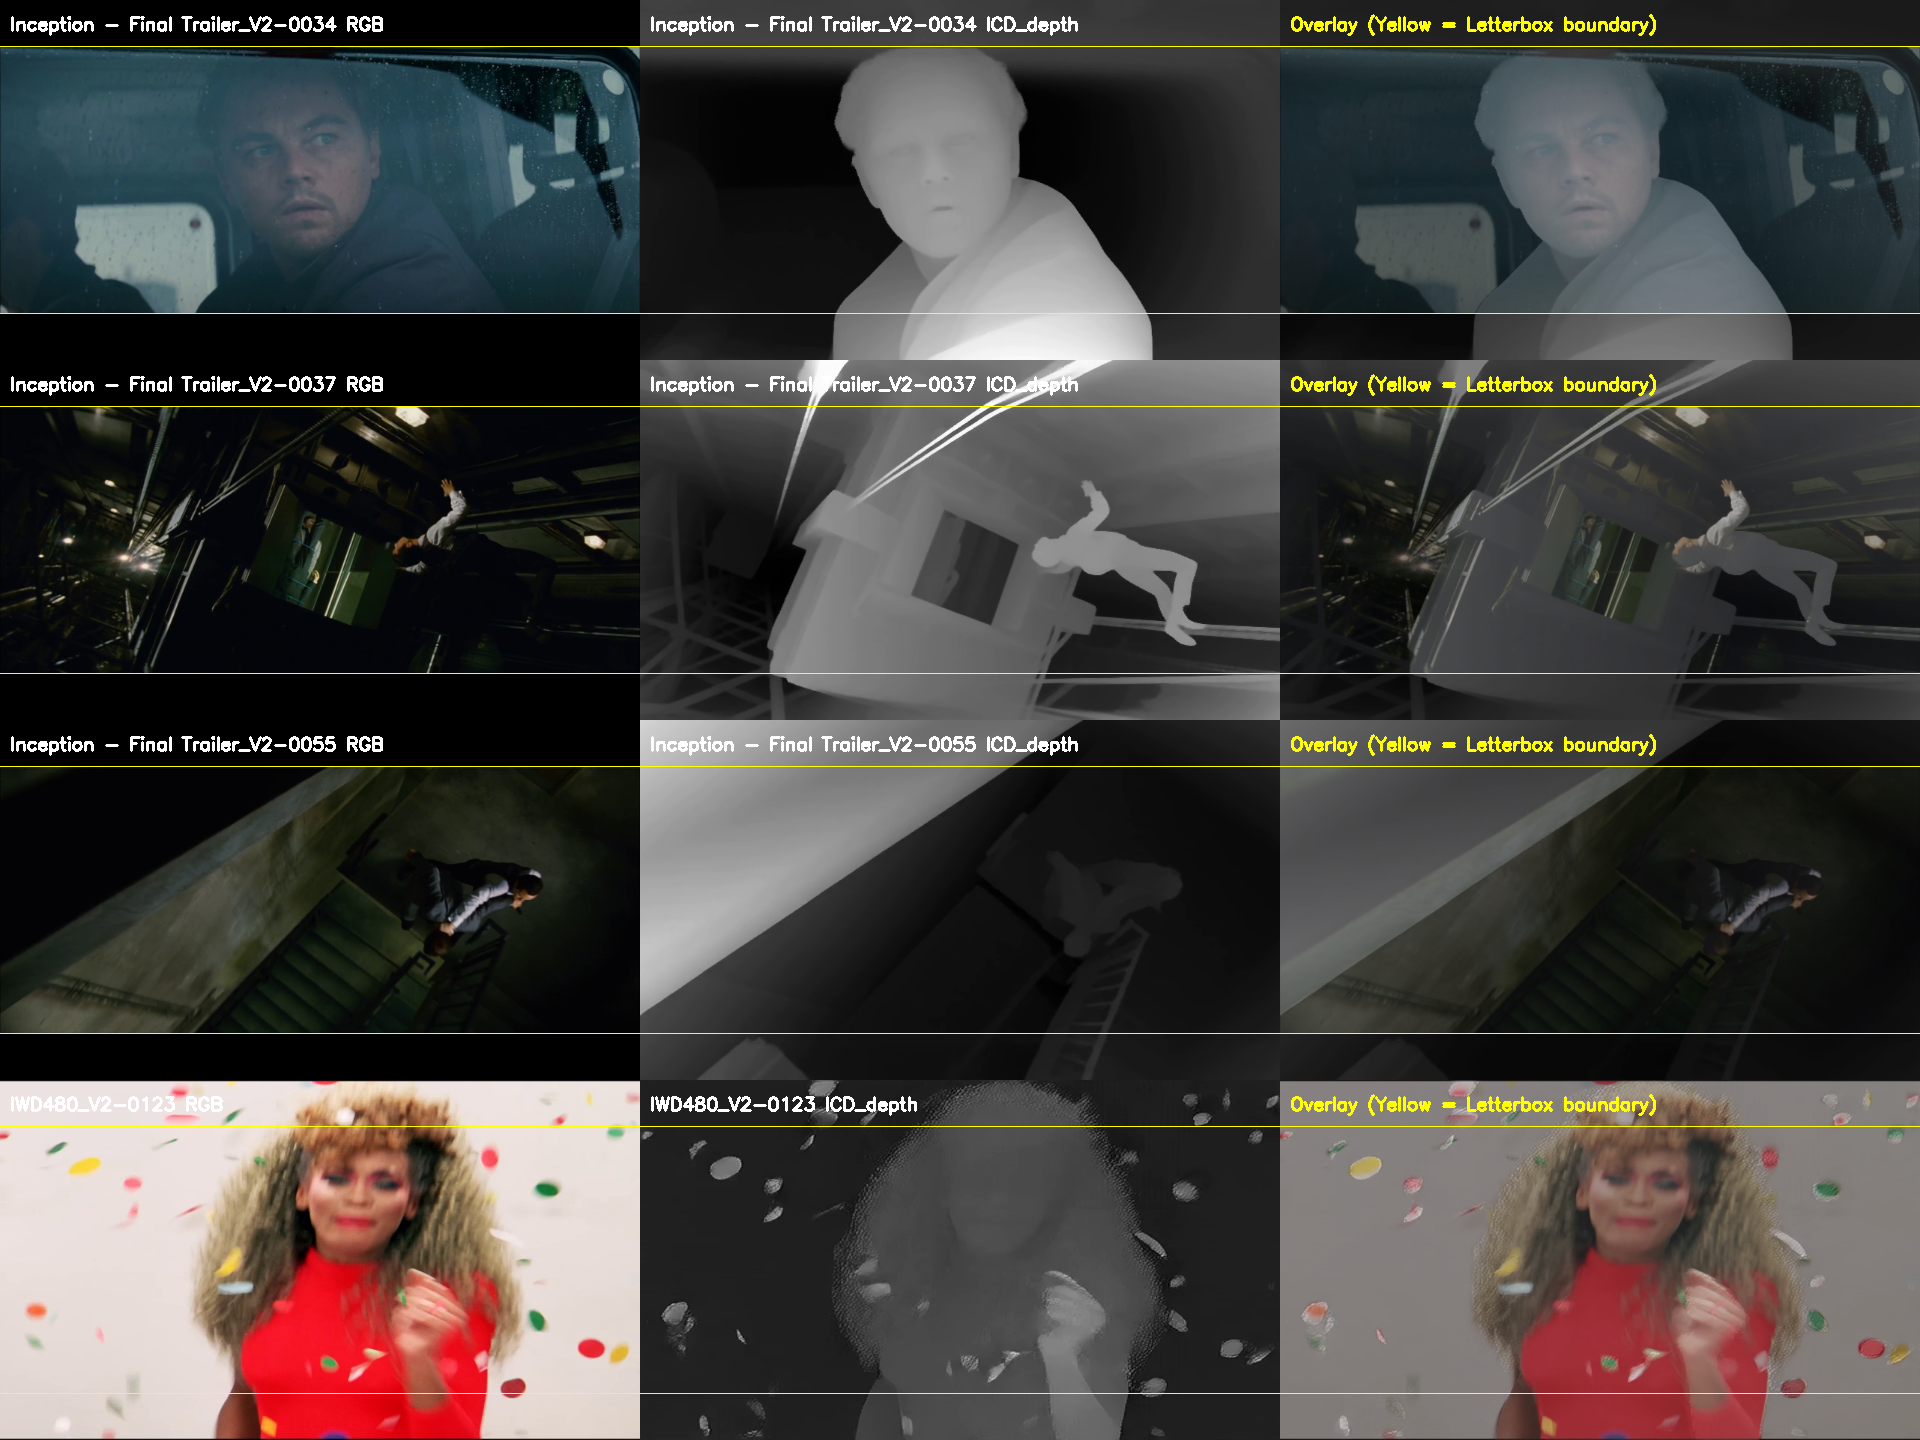 Inception - Final Trailer_V2-0034 RGB
Inception - Final Trailer_V2-0034 ICD_depth
Overlay (Yellow = Letterbox boundary)
Inception - Final Trailer_V2-0037 RGB
Inception - Final Trailer_V2-0037 ICD_depth
Overlay (Yellow = Letterbox boundary)
Inception - Final Trailer_V2-0055 RGB
Inception - Final Trailer_V2-0055 ICD_depth
Overlay (Yellow = Letterbox boundary)
IWD480_V2-0123 RGB
IWD480_V2-0123 ICD_depth
Overlay (Yellow = Letterbox boundary)